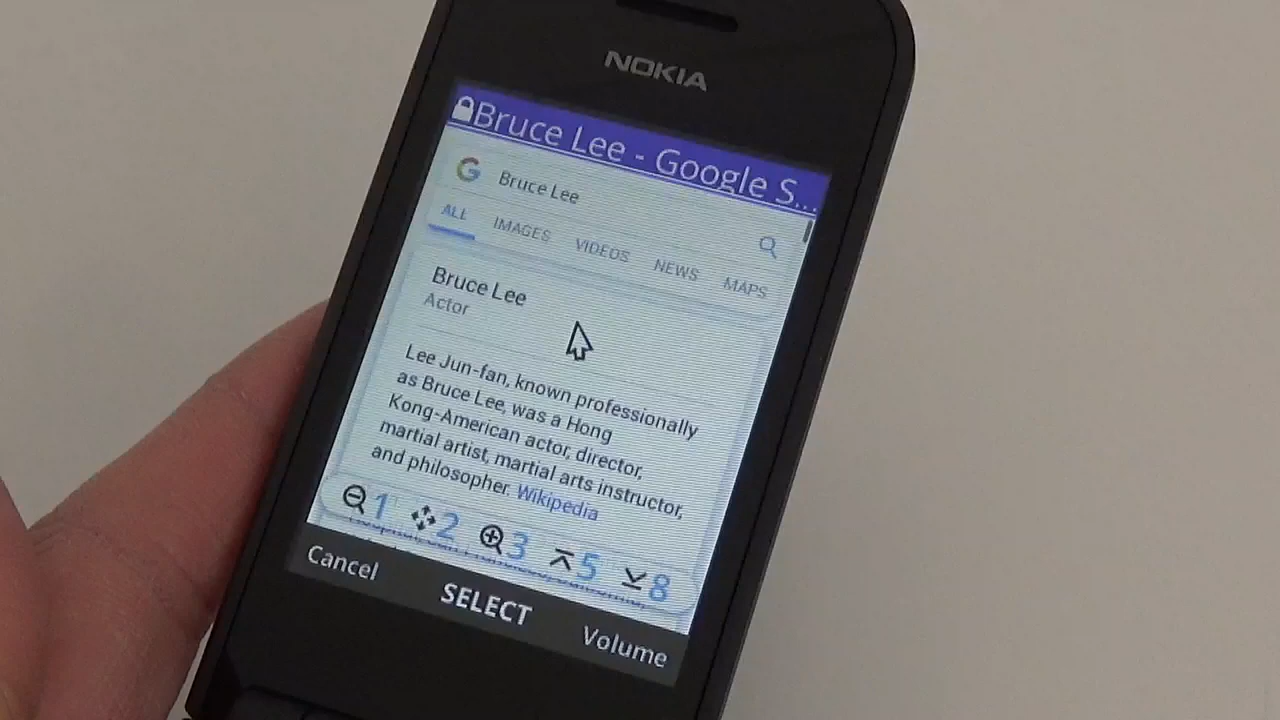 NOKIA
Bruce Lee - Google S...
G Bruce Lee
ALL IMAGES VIDEOS NEWS MAPS
Bruce Lee
Actor
Lee Jun-fan, known professionally
as Bruce Lee, was a Hong
Kong-American actor, director,
martial artist, martial arts instructor,
and philosopher. Wikipedia
1 2 3 5 8
Cancel SELECT Volume